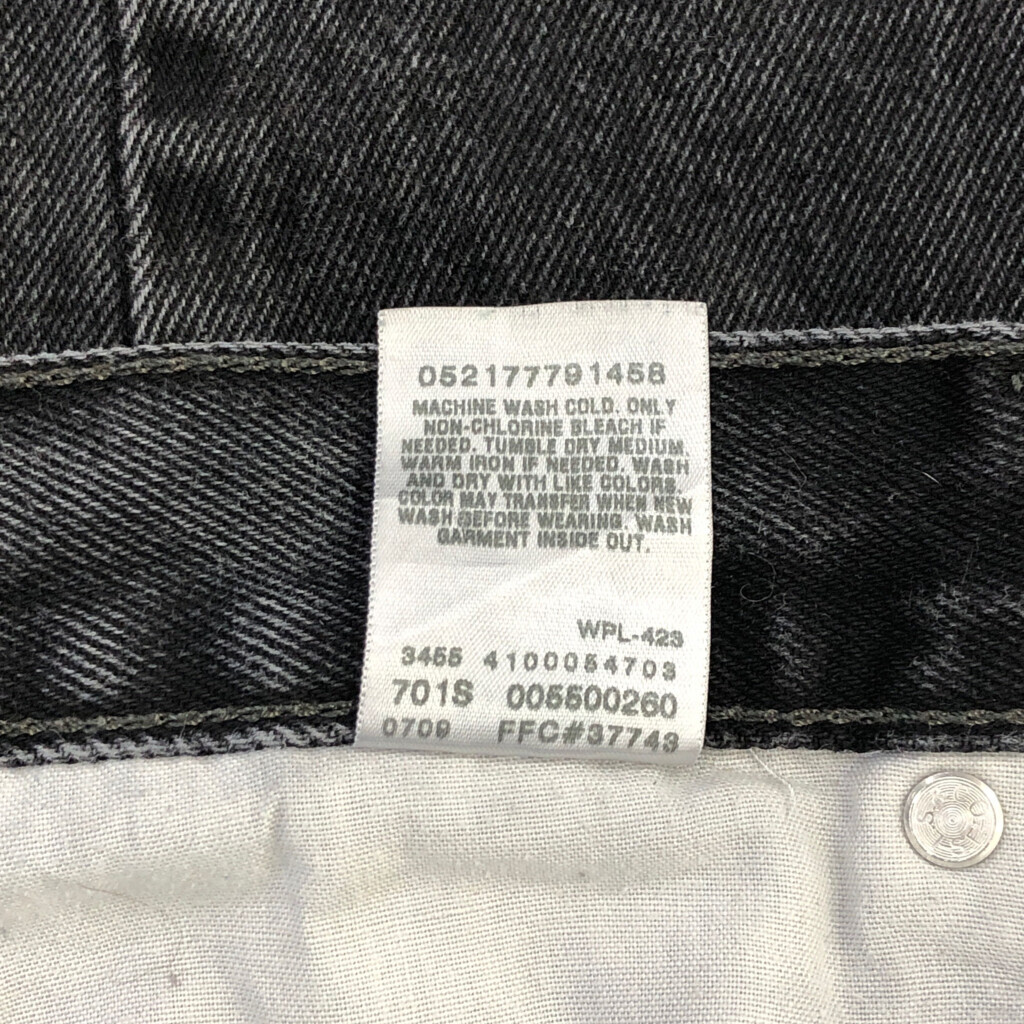 052177791458
MACHINE WASH COLD. ONLY
NON-CHLORINE BLEACH IF
NEEDED. TUMBLE DRY MEDIUM.
WARM IRON IF NEEDED. WASH
AND DRY WITH LIKE COLORS.
COLOR MAY TRANSFER WHEN NEW
WASH BEFORE WEARING. WASH
GARMENT INSIDE OUT.
WPL-423
3455 4100054703
701S 005500260
0709 FFC#37743